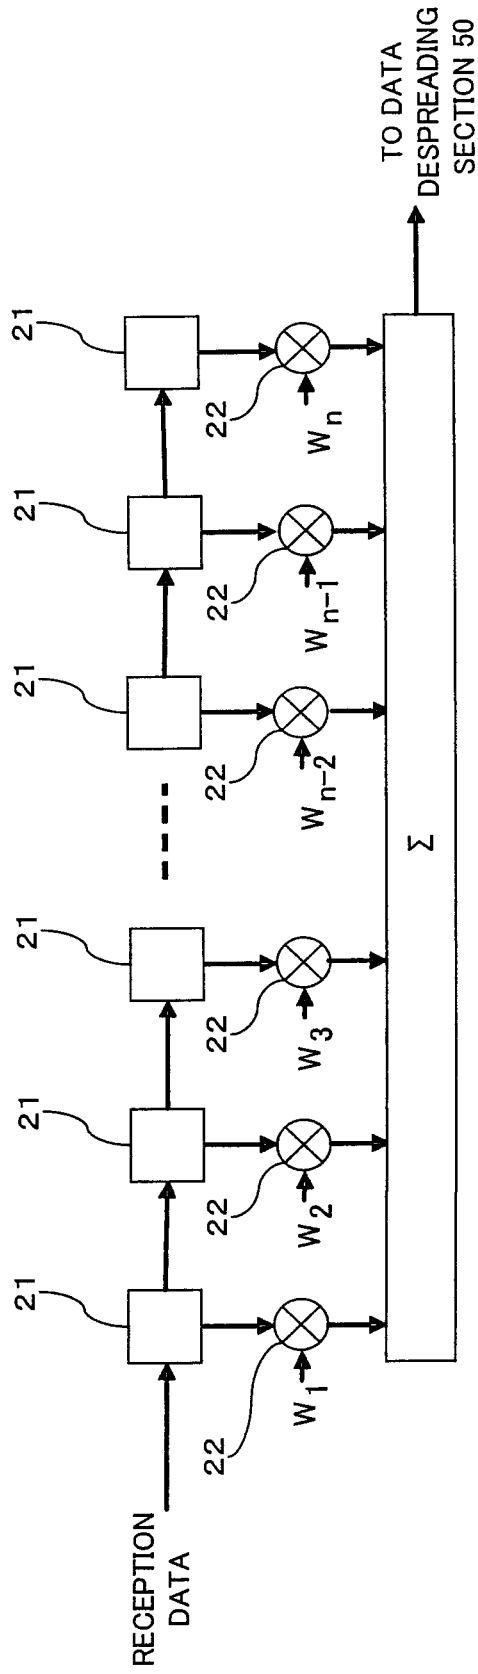 21 21 21 21 21 21
TO DATA
DESPREADING
SECTION 50
RECEPTION
DATA
22 22 22 22 22 22
W1 W2 W3 Wn-2 Wn-1 Wn
Σ